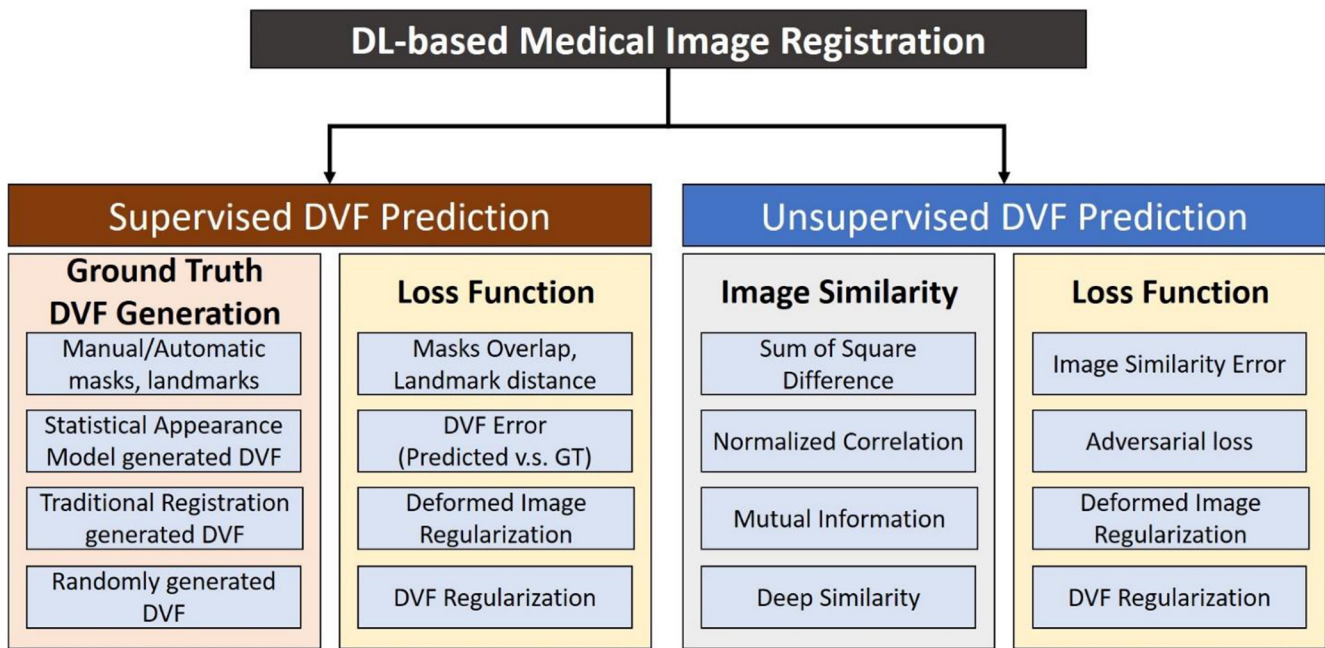 DL-based Medical Image Registration
Supervised DVF Prediction
Ground Truth
DVF Generation
Manual/Automatic
masks, landmarks
Statistical Appearance
Model generated DVF
Traditional Registration
generated DVF
Randomly generated
DVF
Loss Function
Masks Overlap,
Landmark distance
DVF Error
(Predicted v.s. GT)
Deformed Image
Regularization
DVF Regularization
Unsupervised DVF Prediction
Image Similarity
Sum of Square
Difference
Normalized Correlation
Mutual Information
Deep Similarity
Loss Function
Image Similarity Error
Adversarial loss
Deformed Image
Regularization
DVF Regularization